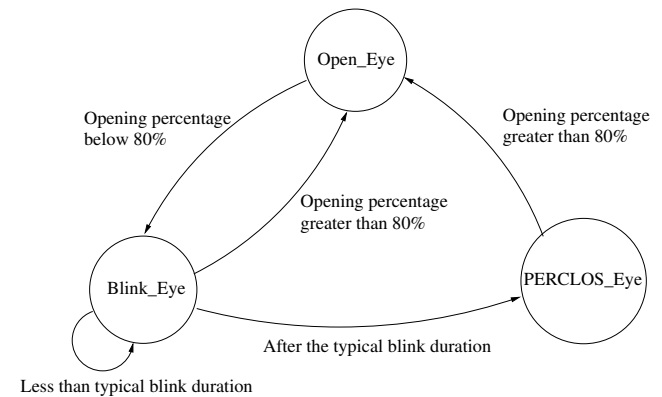 Open_Eye
Opening percentage
below 80%
Opening percentage
greater than 80%
Opening percentage
greater than 80%
Blink_Eye
PERCLOS_Eye
After the typical blink duration
Less than typical blink duration